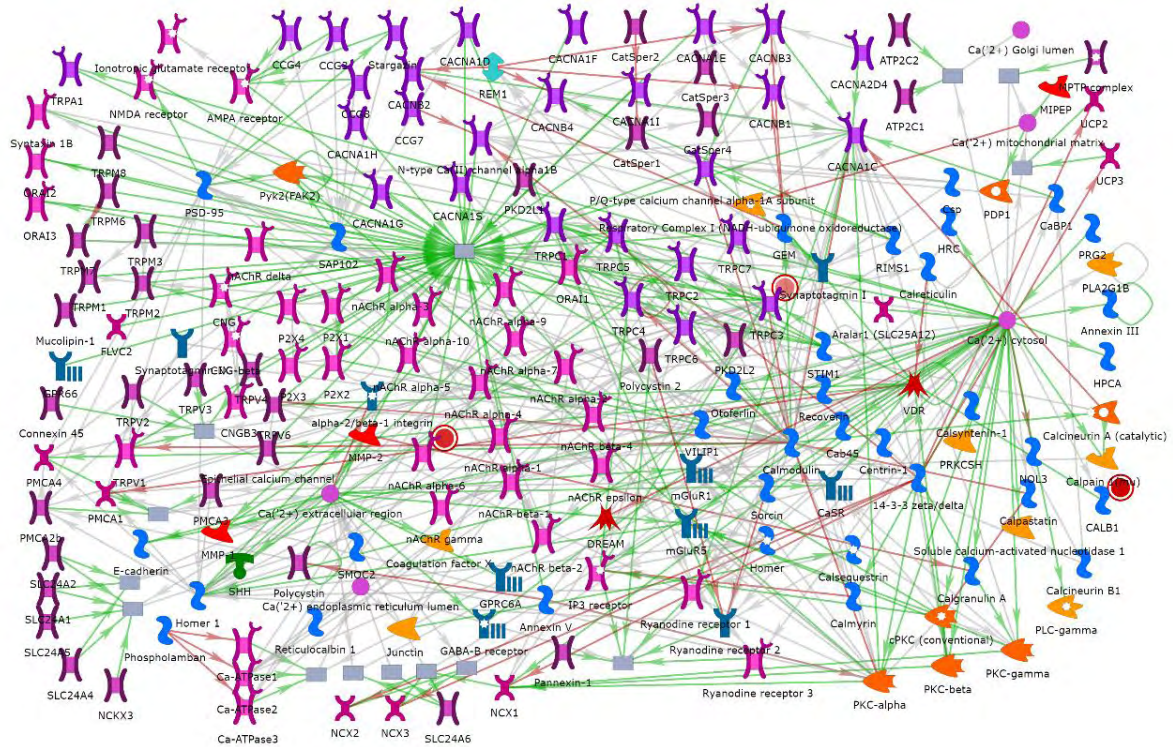 Ca('2+) Golgi lumen
CACNA1D
CACNA1F
CatSper2
CACNA1E
CACNB3
CCG4
Stargazin
ATP2C2
Ionotropic glutamate receptor
CACNA2D4
MPTP complex
CACNB2
REM1
CatSper3
MIPEP
TRPA1
NMDA receptor
AMPA receptor
CCG8
CCG7
CACNB4
CACNA1I
CACNB1
ATP2C1
UCP2
Ca('2+) mitochondrial matrix
Syntaxin 1B
CACNA1H
N-type Ca(II) channel alpha1B
CatSper1
CatSper4
CACNA1C
UCP3
ORAI2
TRPM8
Pyk2(FAK2)
PSD-95
CACNA1S
PKD2L1
P/Q-type calcium channel alpha-1A subunit
Csp
PDP1
CaBP1
ORAI3
TRPM6
CACNA1G
Respiratory Complex I (NADH-ubiquinone oxidoreductase)
HRC
TRPM7
TRPM3
SAP102
TRPC1
TRPC5
TRPC7
GEM
RIMS1
PRG2
nAChR delta
ORAI1
TRPC2
Synaptotagmin I
Calreticulin
PLA2G1B
TRPM1
TRPM2
nAChR alpha-3
CNG
nAChR alpha-9
TRPC4
TRPC3
Aralar1 (SLC25A12)
Annexin III
Ca('2+) cytosol
Mucolipin-1
FLVC2
P2X4
P2X1
nAChR alpha-10
TRPC6
Polycystin 2
PKD2L2
STIM1
HPCA
GPR66
CNG-beta
nAChR alpha-7
nAChR alpha-5
TRPV3
TRPV4
P2X3
P2X2
Otoferlin
Recoverin
VDR
Connexin 45
TRPV2
CNGB3
TRPV6
alpha-2/beta-1 integrin
nAChR alpha-4
nAChR beta-4
Calsyntenin-1
Calcineurin A (catalytic)
MMP-2
VILIP1
Cab45
PMCA4
TRPV1
Epithelial calcium channel
nAChR alpha-1
Calmodulin
Centrin-1
PRKCSH
NOL3
nAChR alpha-6
nAChR epsilon
mGluR1
CaSR
14-3-3 zeta/delta
PMCA1
PMCA3
Ca('2+) extracellular region
nAChR beta-1
Sorcin
Calpastatin
CALB1
PMCA2b
MMP-1
nAChR gamma
DREAM
mGluR5
Soluble calcium-activated nucleotidase 1
E-cadherin
SHH
SMOC2
nAChR beta-2
Homer
Calsequestrin
SLC24A2
Polycystin
Calcineurin B1
Ca('2+) endoplasmic reticulum lumen
GPRC6A
IP3 receptor
Calgranulin A
SLC24A1
Homer 1
Annexin V
Ryanodine receptor 1
Calmyrin
PLC-gamma
cPKC (conventional)
SLC24A5
Phospholamban
Reticulocalbin 1
Junctin
GABA-B receptor
Ryanodine receptor 2
PKC-gamma
SLC24A4
NCKX3
Ca-ATPase1
Pannexin-1
Ryanodine receptor 3
PKC-beta
Ca-ATPase2
NCX1
PKC-alpha
Ca-ATPase3
NCX2
NCX3
SLC24A6